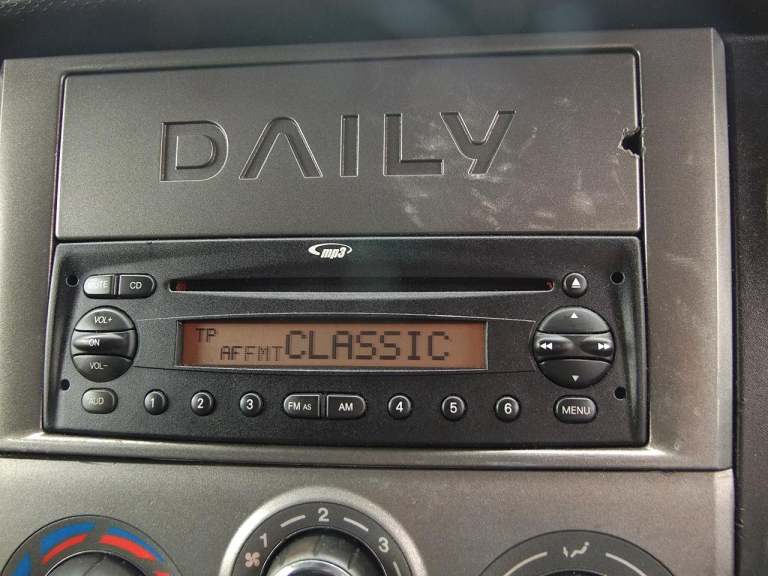 DAILY
mp3
MUTE CD
VOL+
ON
VOL-
TP
AF FMT CLASSIC
AUD 1 2 3 FM AS AM 4 5 6 MENU
1 2 3